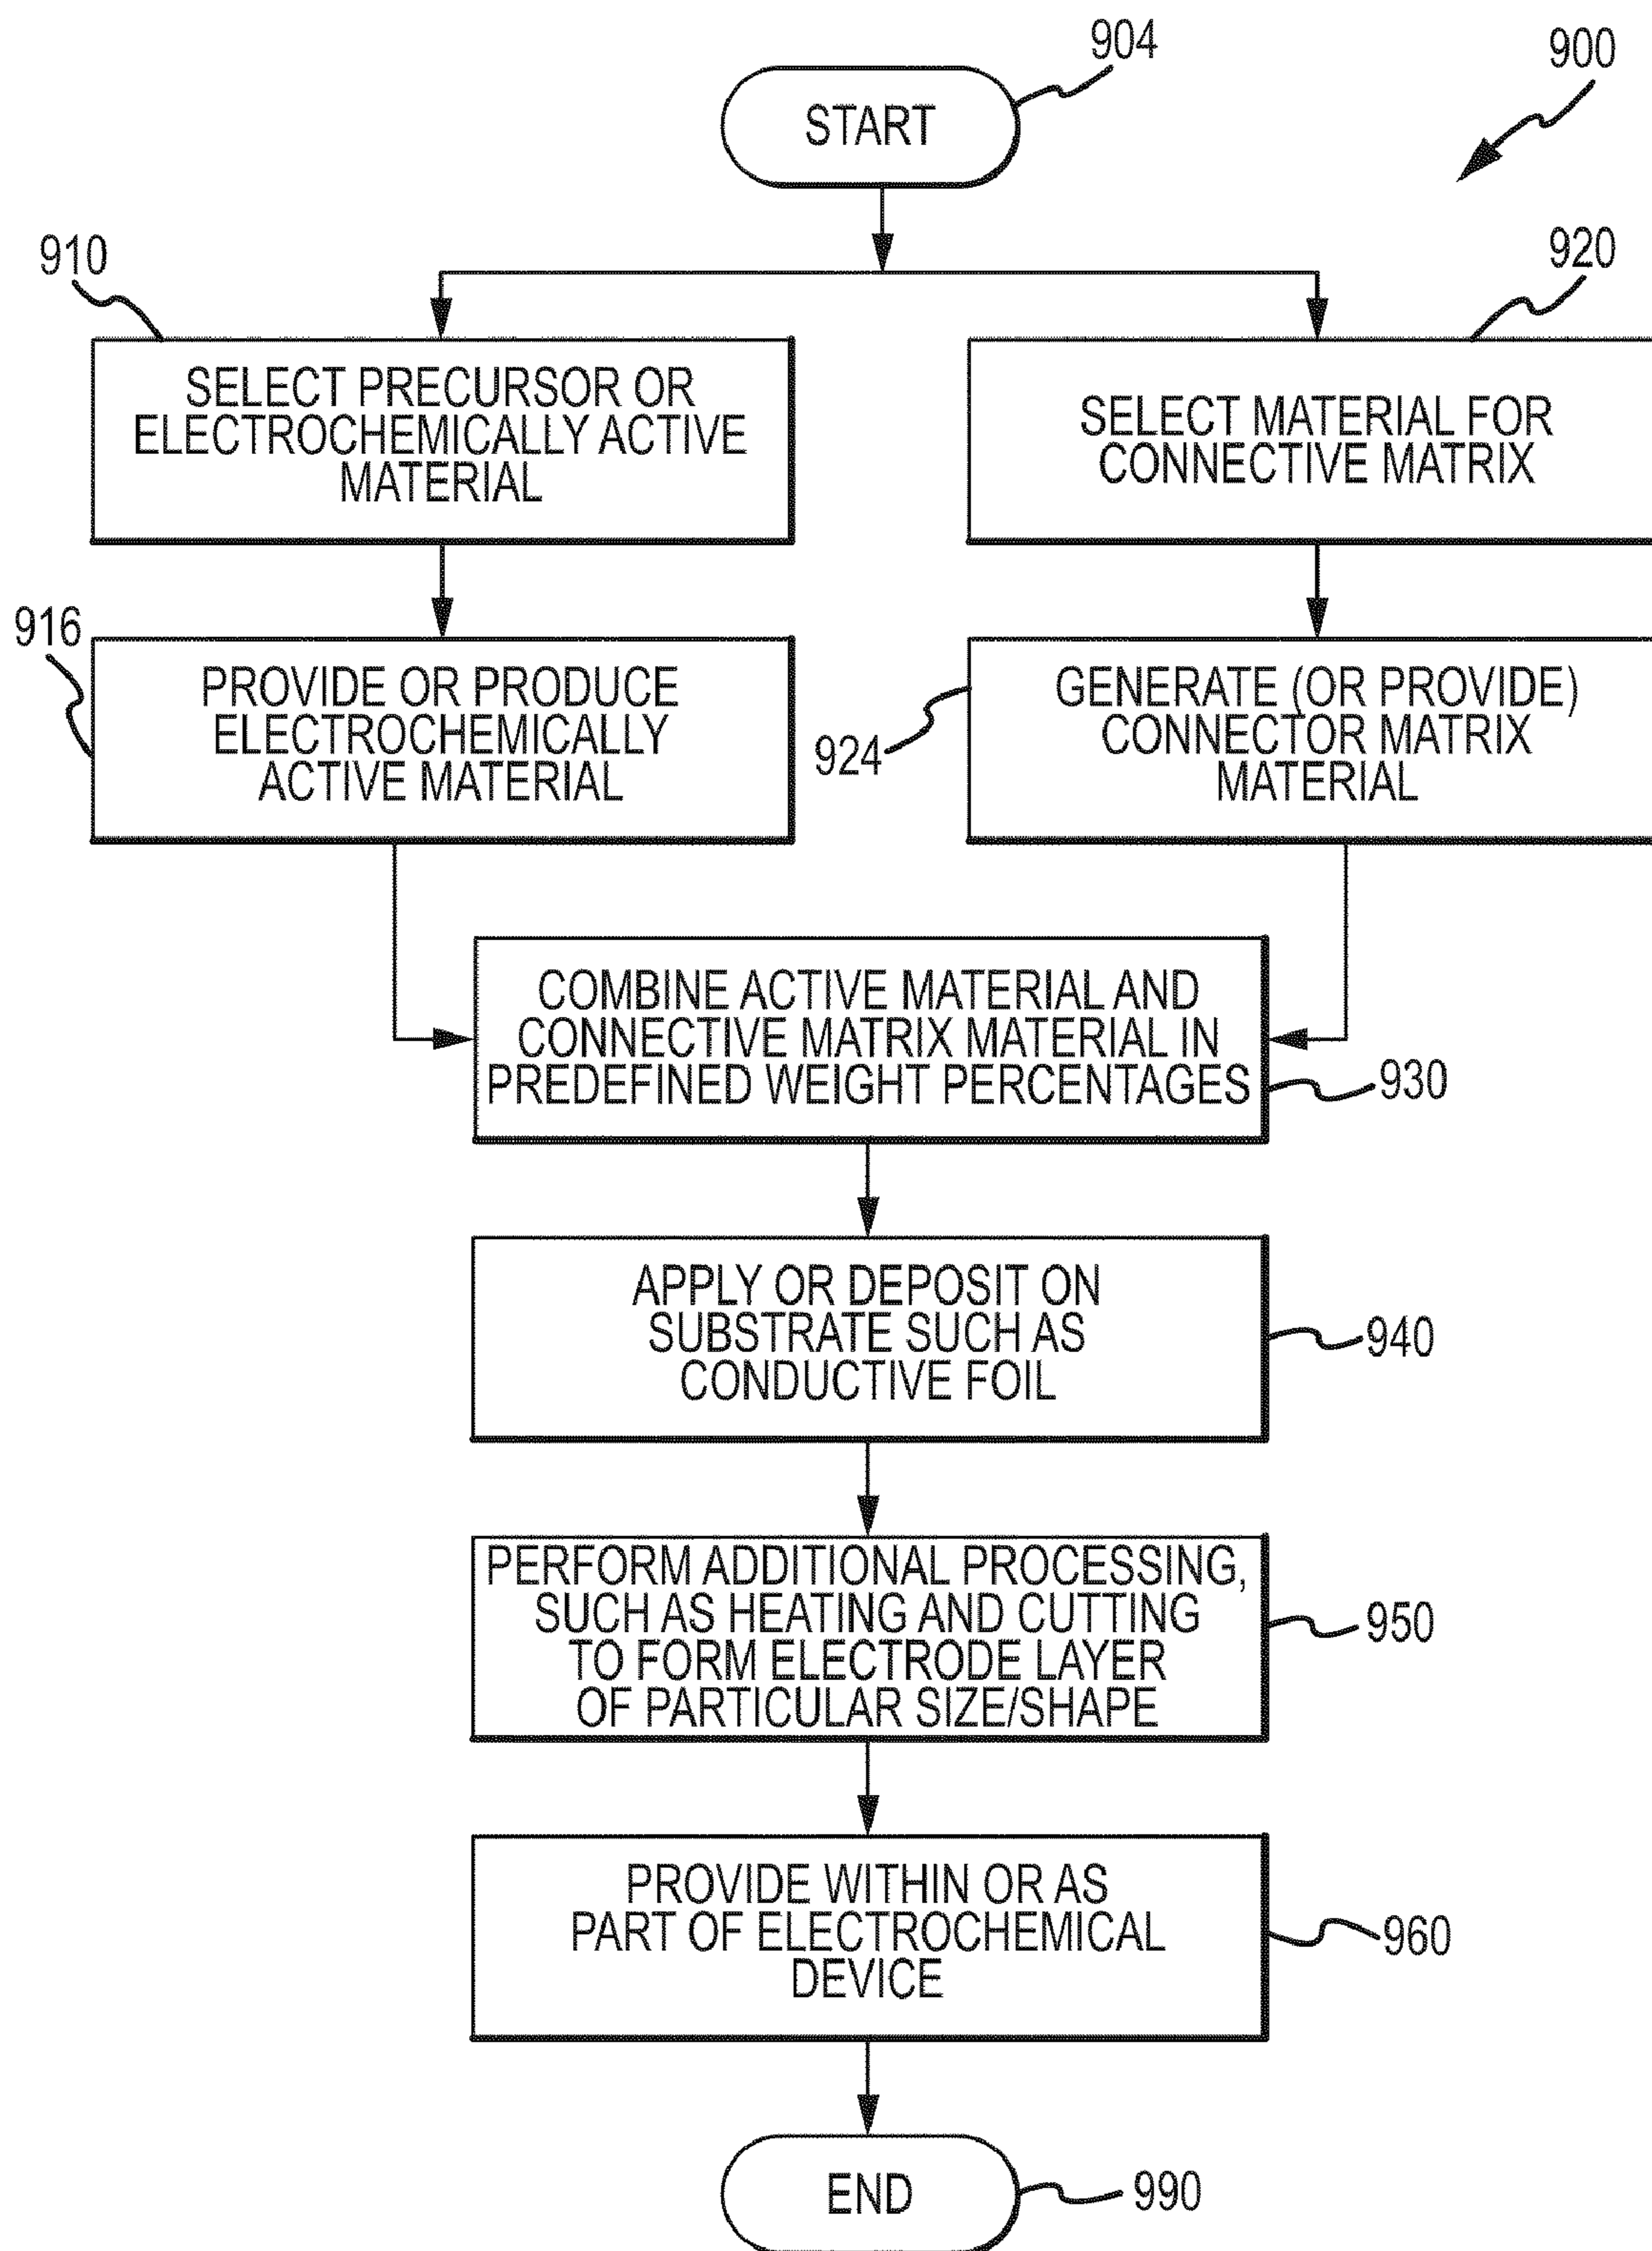 904
900
START
910
920
SELECT PRECURSOR OR
ELECTROCHEMICALLY ACTIVE
MATERIAL
SELECT MATERIAL FOR
CONNECTIVE MATRIX
916
PROVIDE OR PRODUCE
ELECTROCHEMICALLY
ACTIVE MATERIAL
924
GENERATE (OR PROVIDE)
CONNECTOR MATRIX
MATERIAL
COMBINE ACTIVE MATERIAL AND
CONNECTIVE MATRIX MATERIAL IN
PREDEFINED WEIGHT PERCENTAGES
930
APPLY OR DEPOSIT ON
SUBSTRATE SUCH AS
CONDUCTIVE FOIL
940
PERFORM ADDITIONAL PROCESSING,
SUCH AS HEATING AND CUTTING
TO FORM ELECTRODE LAYER
OF PARTICULAR SIZE/SHAPE
950
PROVIDE WITHIN OR AS
PART OF ELECTROCHEMICAL
DEVICE
960
END
990